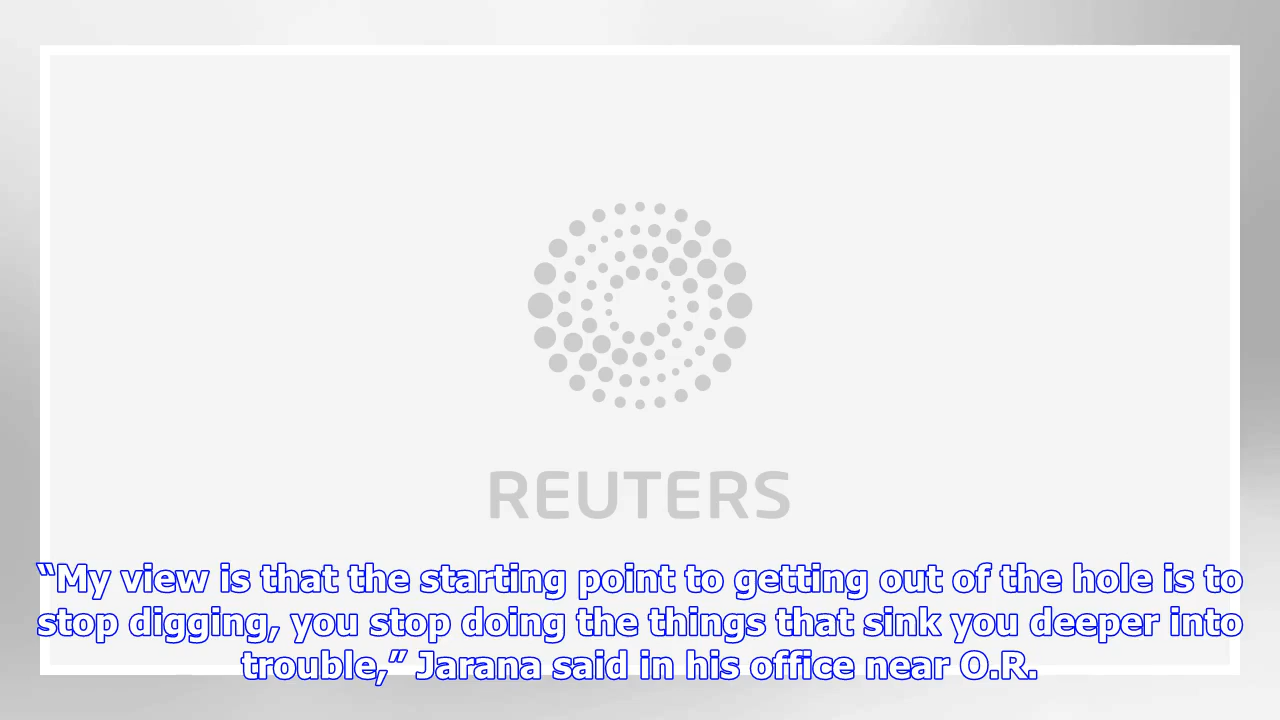 REUTERS
“My view is that the starting point to getting out of the hole is to
stop digging, you stop doing the things that sink you deeper into
trouble,” Jarana said in his office near O.R.